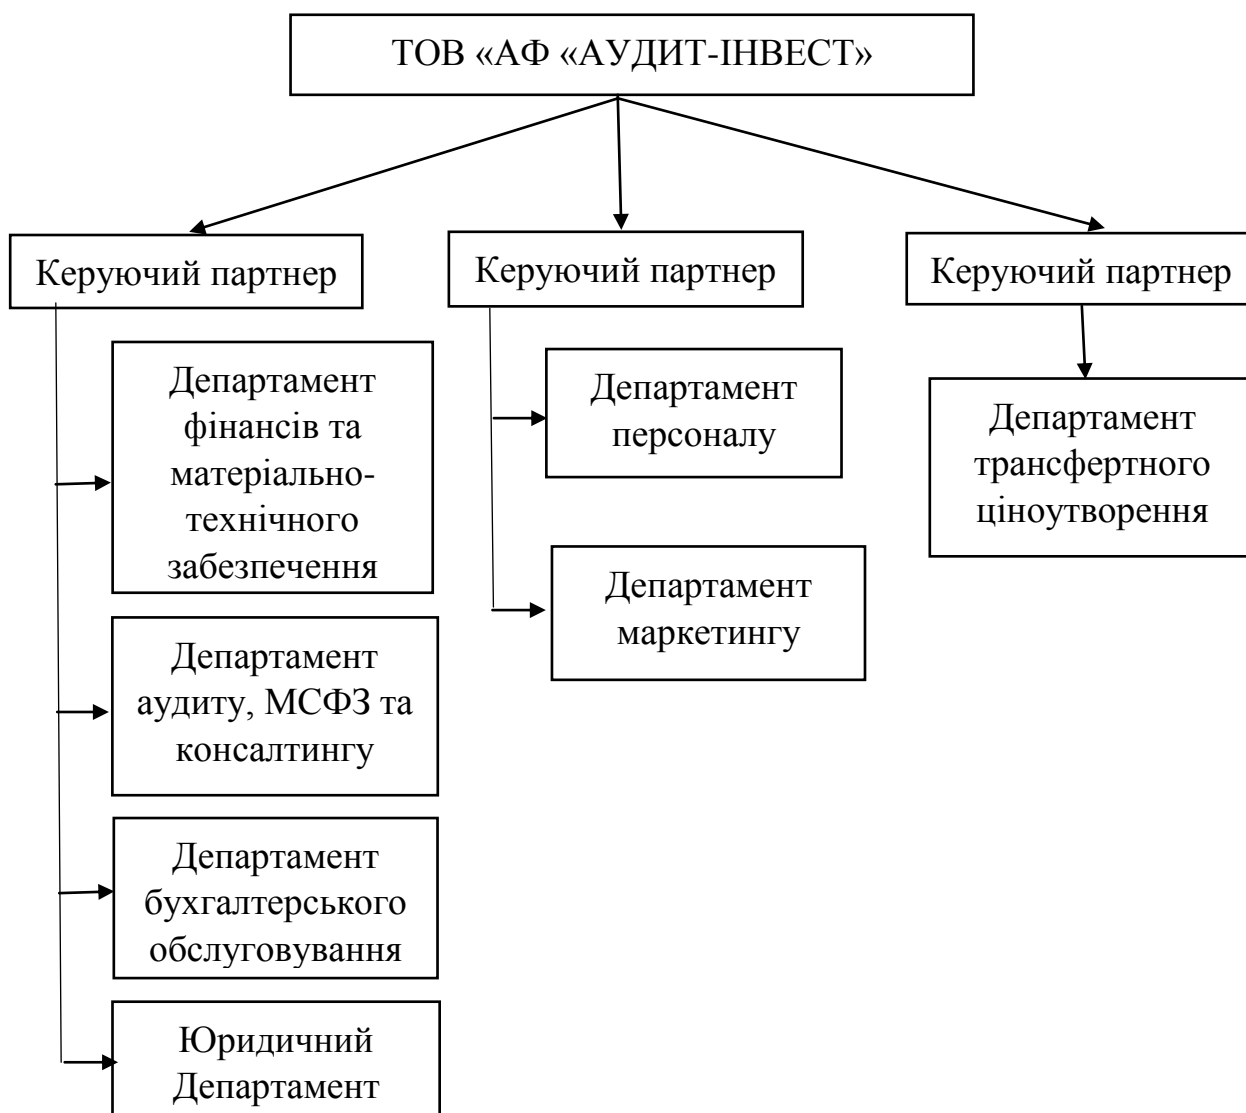 ТОВ «АФ «АУДИТ-ІНВЕСТ»
Керуючий партнер
Керуючий партнер
Керуючий партнер
Департамент
фінансів та
матеріально-
технічного
забезпечення
Департамент
аудиту, МСФЗ та
консалтингу
Департамент
бухгалтерського
обслуговування
Юридичний
Департамент
Департамент
персоналу
Департамент
маркетингу
Департамент
трансфертного
ціноутворення